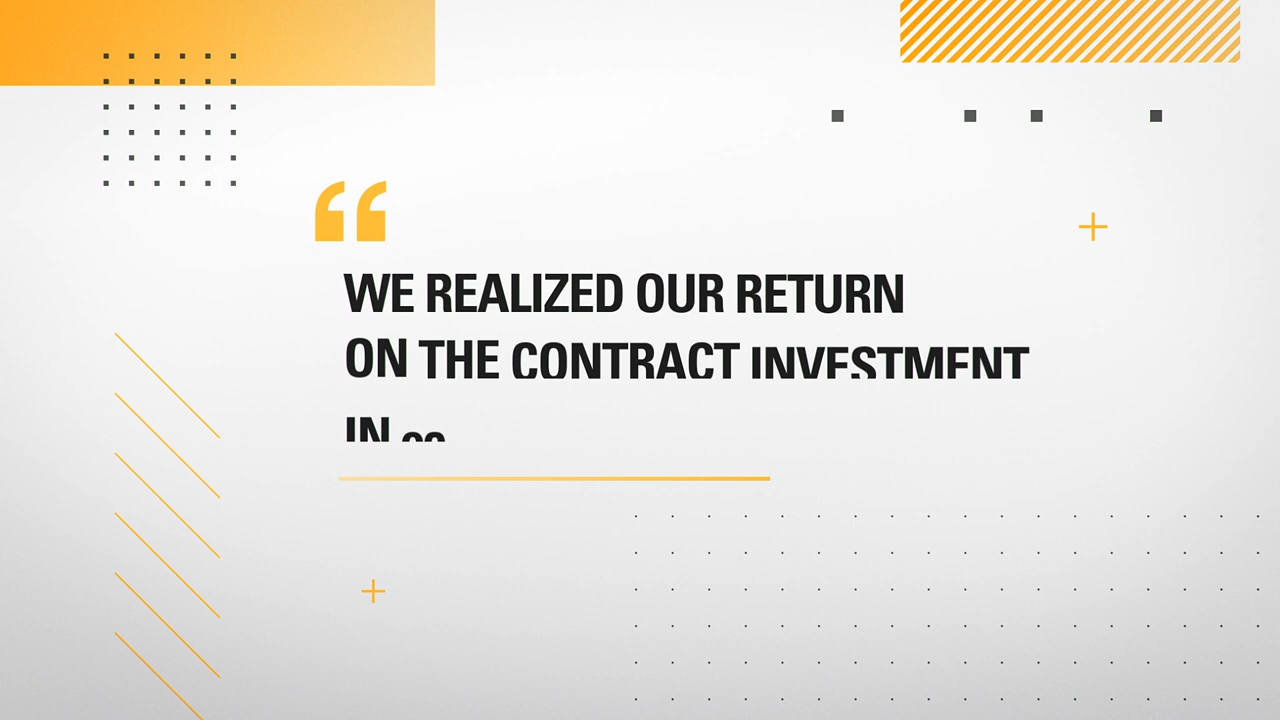 “
WE REALIZED OUR RETURN
ON THE CONTRACT INVESTMENT
IN